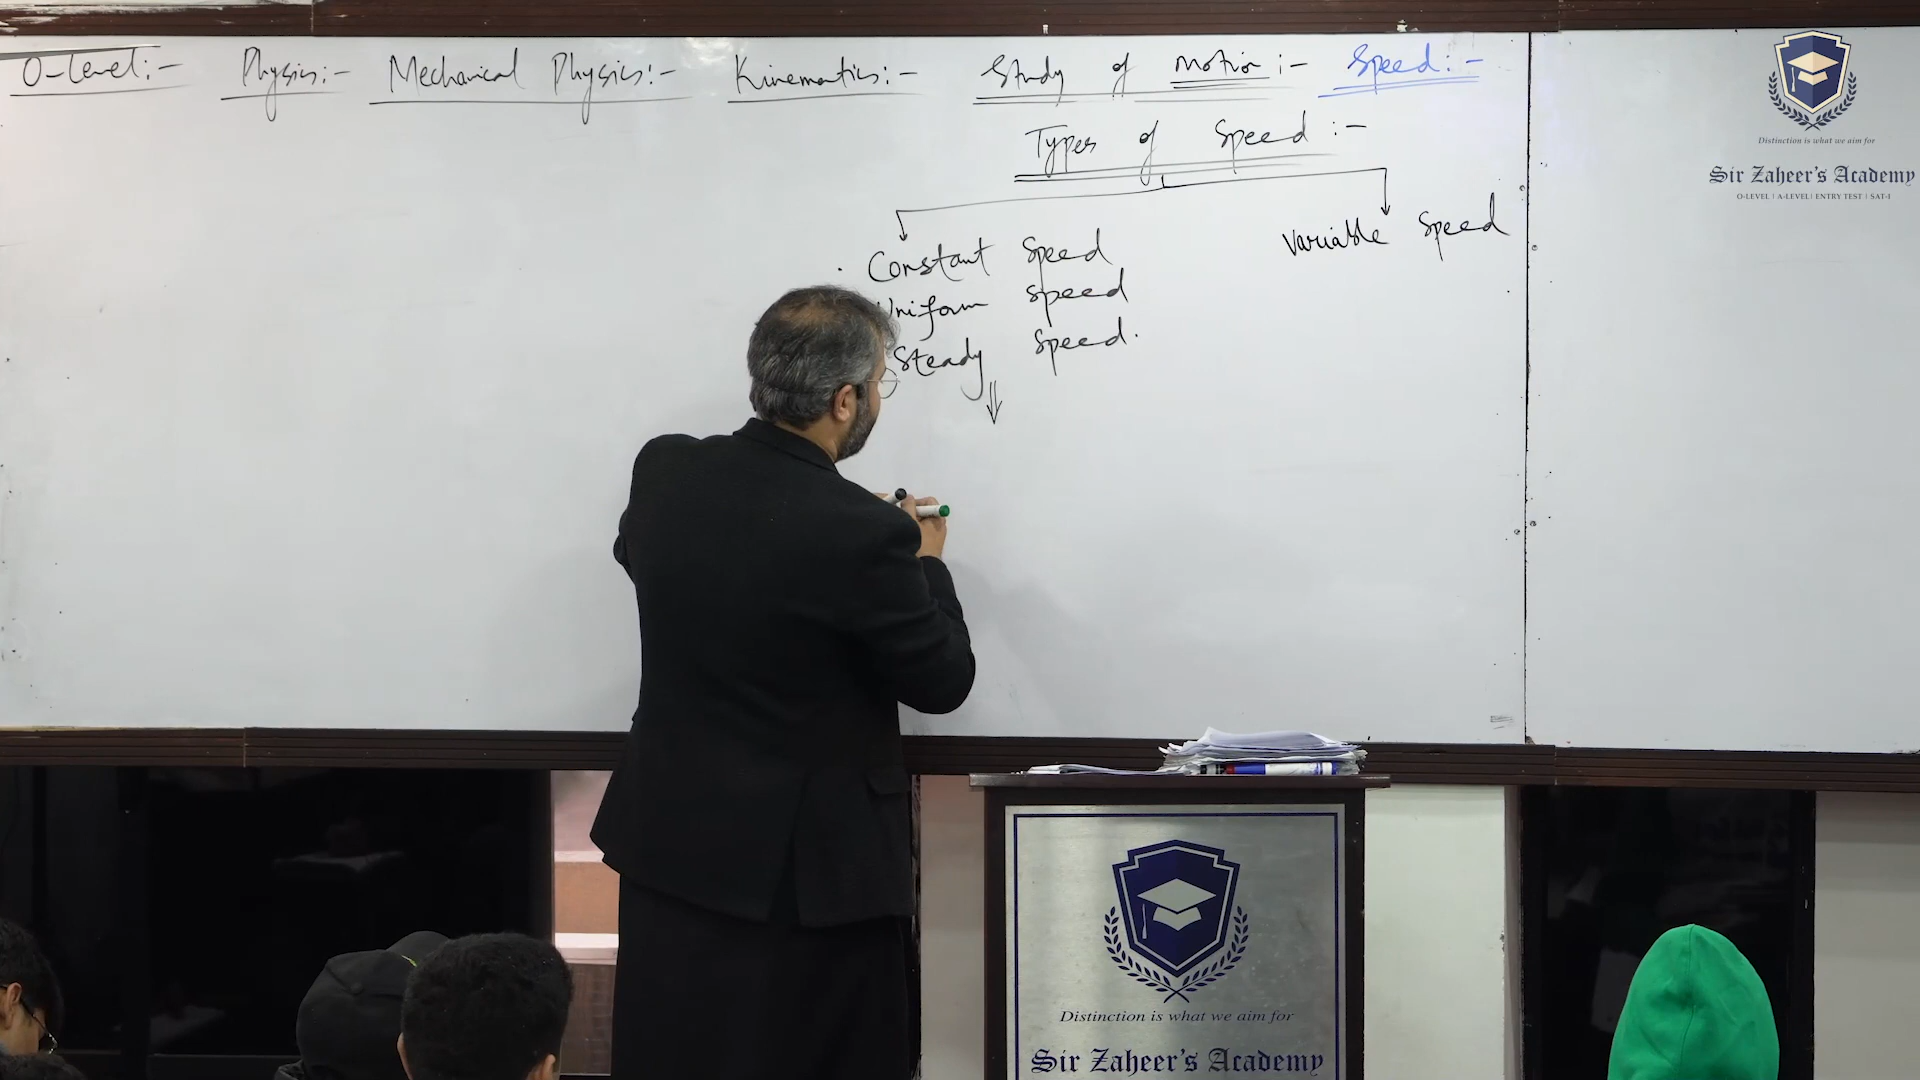 O-Level:- Physics:- Mechanical Physics:- Kinematics:- Study of Motion:- Speed:-
Types of Speed:-
Constant Speed
Variable Speed
Uniform Speed
Steady Speed.
Distinction is what we aim for
Sir Zaheer's Academy
O-LEVEL | A-LEVEL | ENTRY TEST | SAT-I
Distinction is what we aim for
Sir Zaheer's Academy